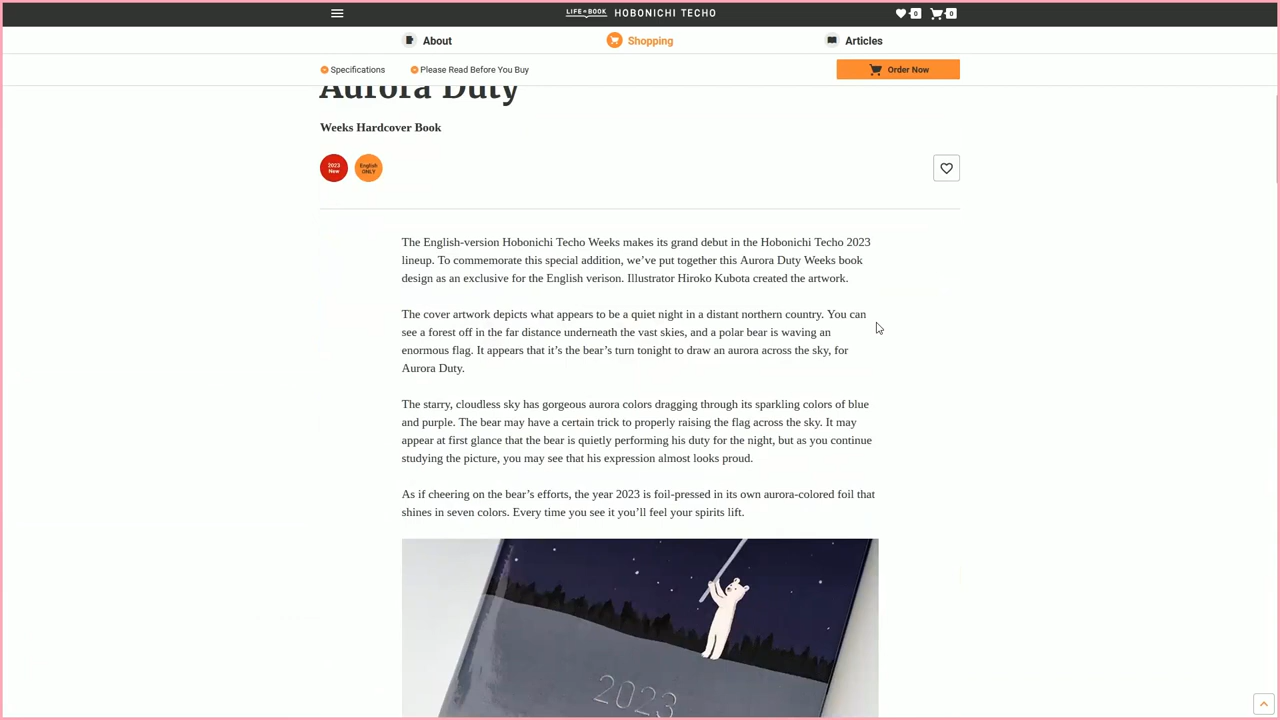 LIFE is BOOK HOBONICHI TECHO
0 0
About Shopping Articles
Specifications Please Read Before You Buy Order Now
Aurora Duty
Weeks Hardcover Book
2023 New
English ONLY
The English-version Hobonichi Techo Weeks makes its grand debut in the Hobonichi Techo 2023
lineup. To commemorate this special addition, we've put together this Aurora Duty Weeks book
design as an exclusive for the English verison. Illustrator Hiroko Kubota created the artwork.
The cover artwork depicts what appears to be a quiet night in a distant northern country. You can
see a forest off in the far distance underneath the vast skies, and a polar bear is waving an
enormous flag. It appears that it's the bear's turn tonight to draw an aurora across the sky, for
Aurora Duty.
The starry, cloudless sky has gorgeous aurora colors dragging through its sparkling colors of blue
and purple. The bear may have a certain trick to properly raising the flag across the sky. It may
appear at first glance that the bear is quietly performing his duty for the night, but as you continue
studying the picture, you may see that his expression almost looks proud.
As if cheering on the bear's efforts, the year 2023 is foil-pressed in its own aurora-colored foil that
shines in seven colors. Every time you see it you'll feel your spirits lift.
2023